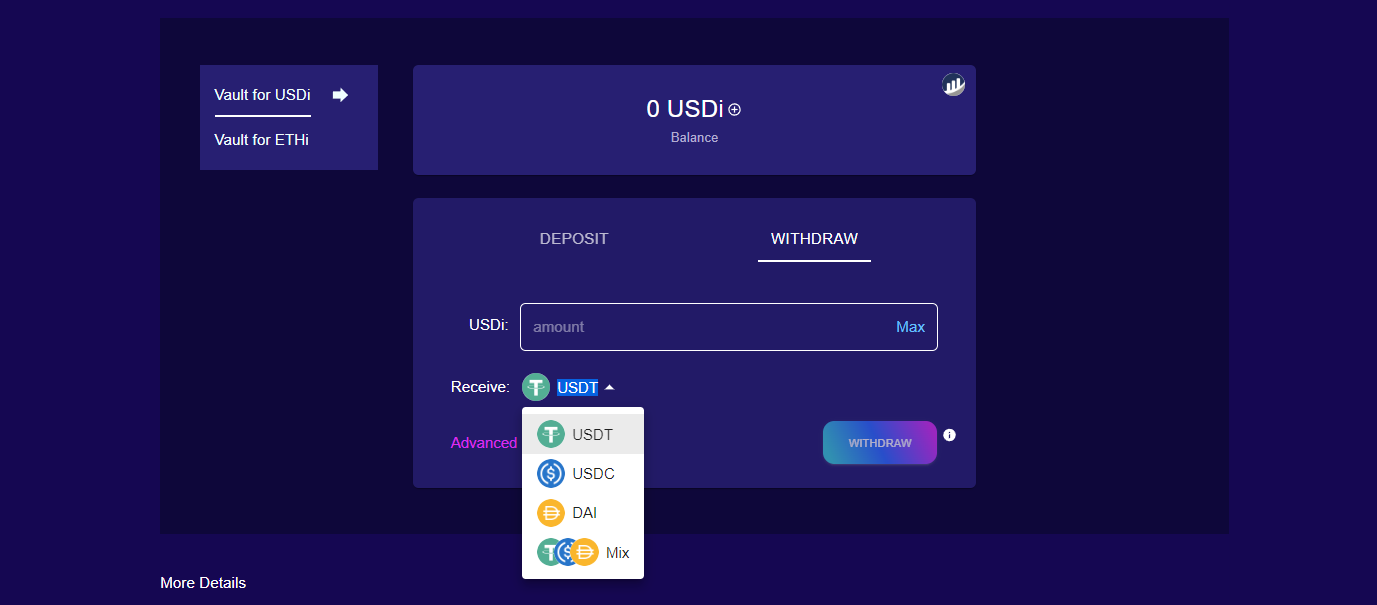 Vault for USDi
Vault for ETHi
0 USDi
Balance
DEPOSIT
WITHDRAW
USDi:
amount
Max
Receive:
USDT
USDT
USDC
DAI
Mix
Advanced
WITHDRAW
More Details